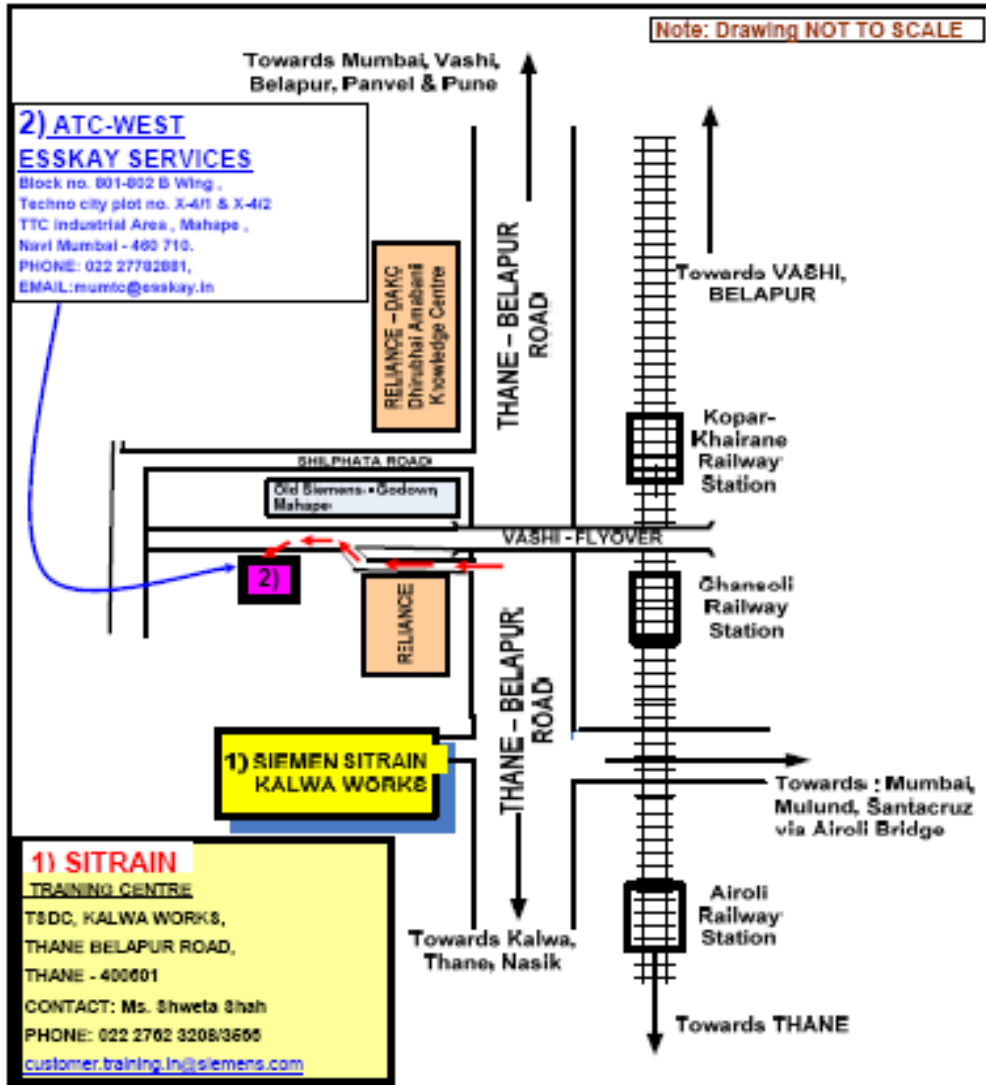 Note: Drawing NOT TO SCALE
Towards Mumbai, Vashi,
Belapur, Panvel & Pune
2) ATC-WEST
ESSKAY SERVICES
Block no. 801-802 B Wing ,
Techno city plot no. X-4/1 & X-4/2
TTC Industrial Area , Mahape ,
Navi Mumbai - 460 710.
PHONE: 022 27782881,
EMAIL:mumtc@esskay.in
RELIANCE - DAKC
Dhirubhai Amabanii
Knowledge Centre
THANE - BELAPUR
ROAD
Towards VASHI,
BELAPUR
Kopar-
Khairane
Railway
Station
SHILPHATA ROAD
Old Siemens - Godown,
Mahape
VASHI - FLYOVER
2)
RELIANCE
Ghansoli
Railway
Station
THANE - BELAPUR
ROAD
1) SIEMEN SITRAIN
KALWA WORKS
Towards : Mumbai,
Mulund, Santacruz
via Airoli Bridge
1) SITRAIN
TRAINING CENTRE
TSDC, KALWA WORKS,
THANE BELAPUR ROAD,
THANE - 400601
CONTACT: Ms. Shweta Shah
PHONE: 022 2762
customer.training.in@siemens.com
Airoli
Railway
Station
Towards Kalwa,
Thane, Nasik
Towards THANE